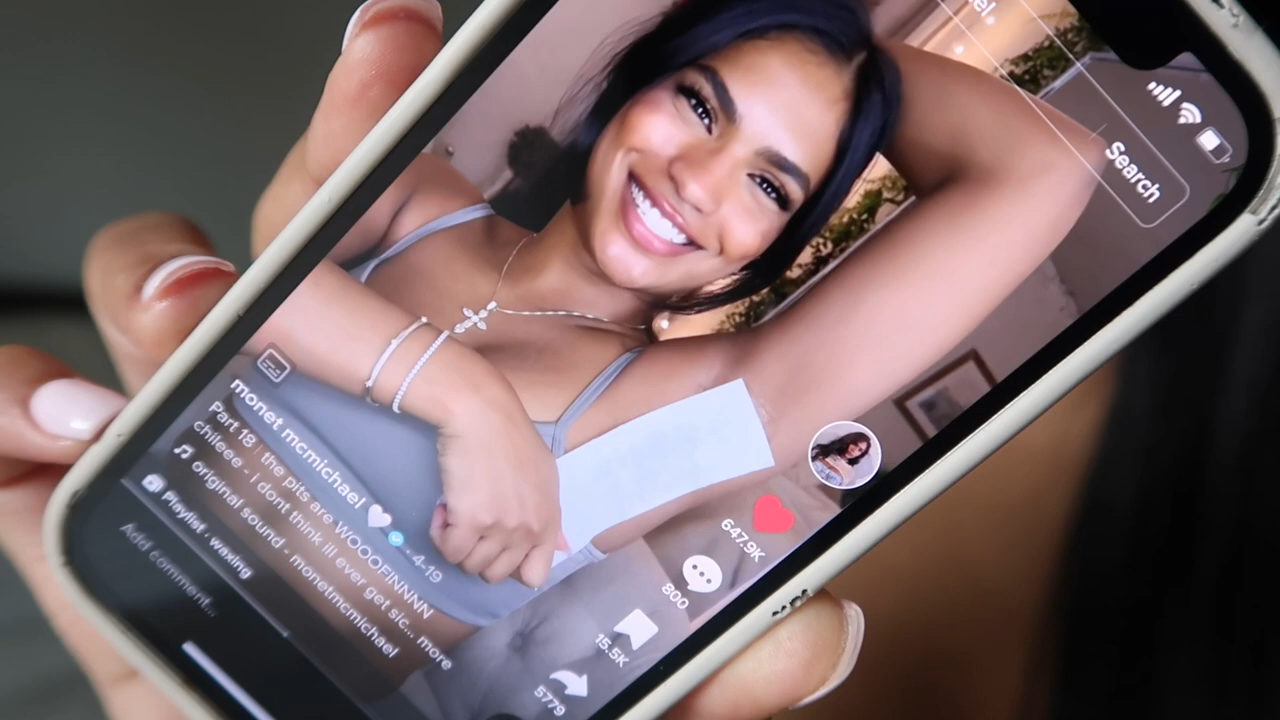 Search
monet mcmichael 🤍 · 4-19
Part 18 | the pits are WOOOFINNNN
chileee - i dont think ill ever get sic... more
original sound - monetmcmichael
Playlist · waxing
Add comment...
647.9K
800
15.5K
5779